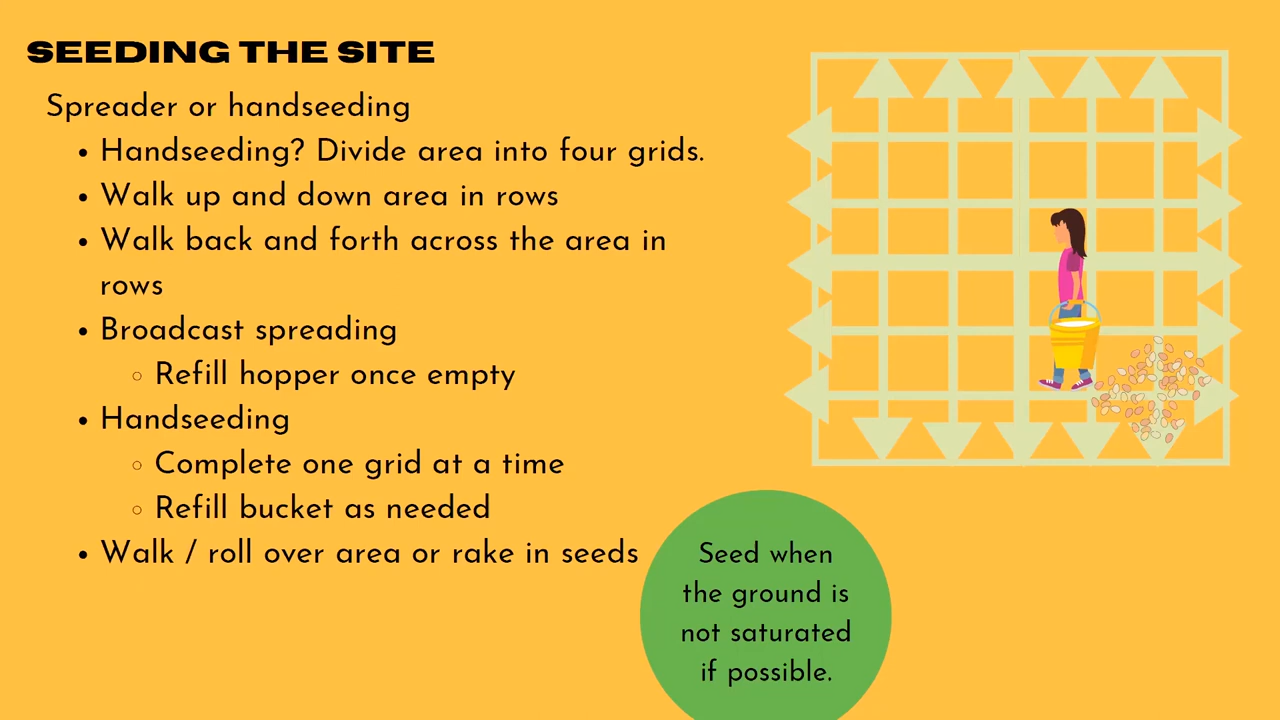 SEEDING THE SITE
Spreader or handseeding
• Handseeding? Divide area into four grids.
• Walk up and down area in rows
• Walk back and forth across the area in
rows
• Broadcast spreading
◦ Refill hopper once empty
• Handseeding
◦ Complete one grid at a time
◦ Refill bucket as needed
• Walk / roll over area or rake in seeds
Seed when
the ground is
not saturated
if possible.